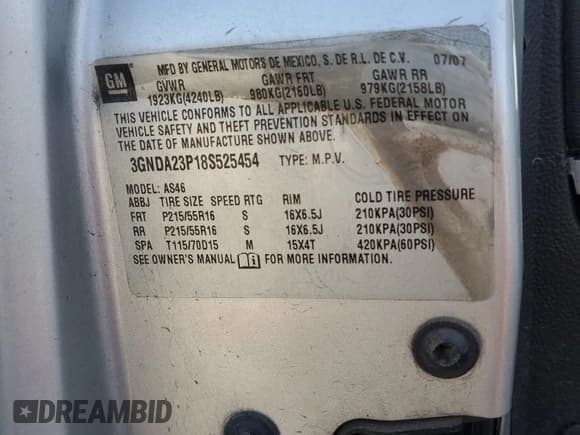 GM
MFD BY GENERAL MOTORS DE MEXICO, S. DE R.L. DE C.V. 07/07
GVWR GAWR FRT GAWR RR
1923KG(4240LB) 980KG(2160LB) 979KG(2158LB)
THIS VEHICLE CONFORMS TO ALL APPLICABLE U.S. FEDERAL MOTOR
VEHICLE SAFETY AND THEFT PREVENTION STANDARDS IN EFFECT ON
THE DATE OF MANUFACTURE SHOWN ABOVE.
3GNDA23P18S525454 TYPE: M.P.V.
MODEL: AS46
ABBJ TIRE SIZE SPEED RTG RIM COLD TIRE PRESSURE
FRT P215/55R16 S 16X6.5J 210KPA(30PSI)
RR P215/55R16 S 16X6.5J 210KPA(30PSI)
SPA T115/70D15 M 15X4T 420KPA(60PSI)
SEE OWNER'S MANUAL FOR MORE INFORMATION.
DREAMBID